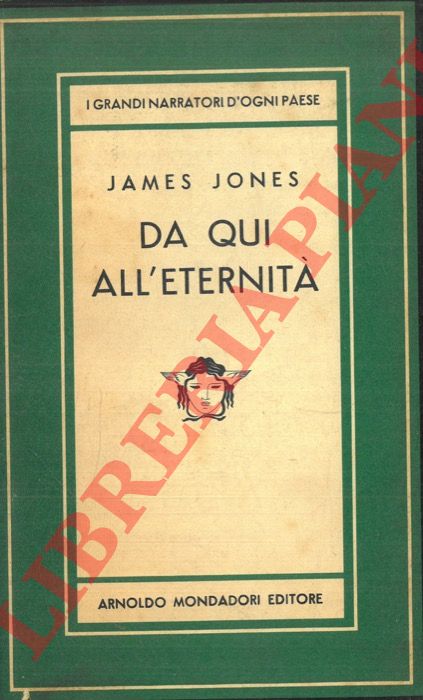 I GRANDI NARRATORI D'OGNI PAESE
JAMES JONES
DA QUI
ALL'ETERNITÀ
ARNOLDO MONDADORI EDITORE
LIBRERIA PIANI